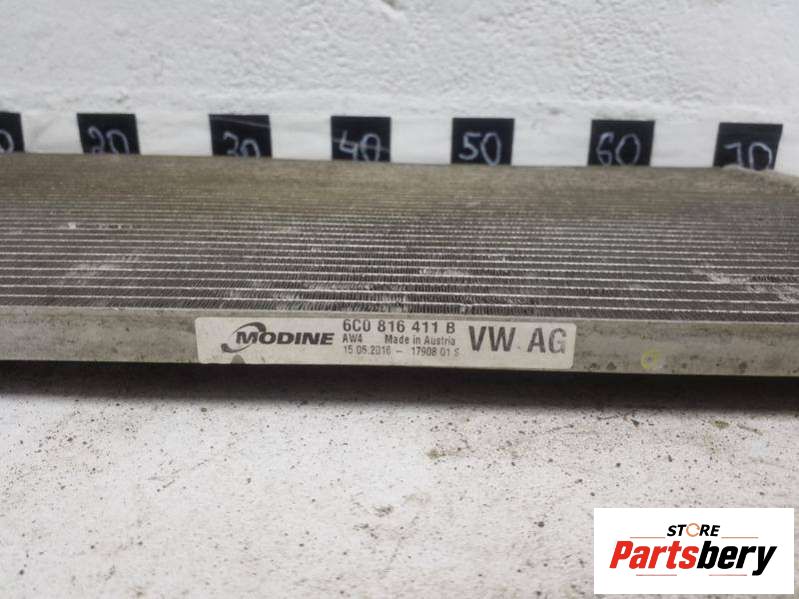 20 30 40 50 60 70
MODINE
6C0 816 411 B
AW4 Made in Austria
15.05.2016 - 17908 01 S
VW AG
STORE
Partsbery